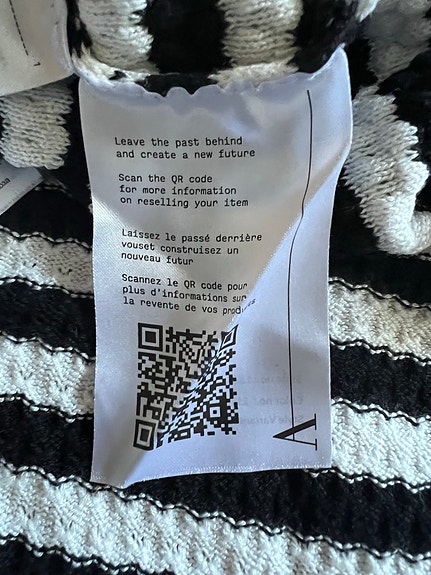 Leave the past behind
and create a new future
Scan the QR code
for more information
on reselling your item
Laissez le passé derrière
vouset construisez un
nouveau futur
Scannez le QR code pour
plus d'informations sur
la revente de vos produits
A